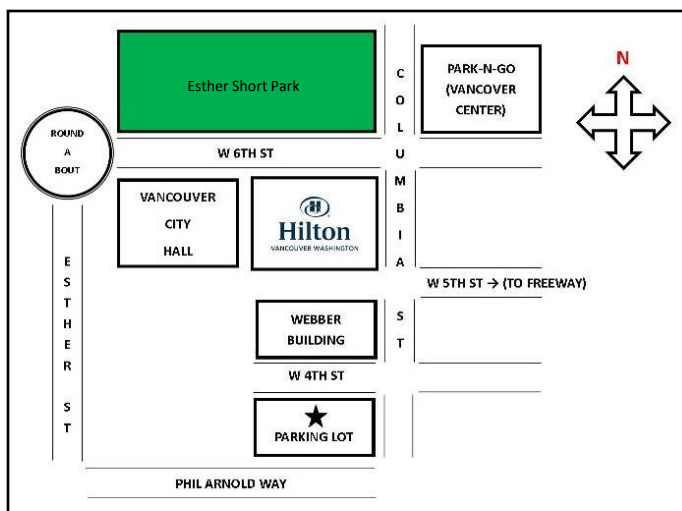 Esther Short Park
C
O
L
U
M
B
I
A
S
T
PARK-N-GO
(VANCOVER
CENTER)
N
ROUND
A
BOUT
W 6TH ST
VANCOUVER
CITY
HALL
H
Hilton
VANCOUVER WASHINGTON
W 5TH ST → (TO FREEWAY)
E
S
T
H
E
R
S
T
WEBBER
BUILDING
W 4TH ST
PARKING LOT
PHIL ARNOLD WAY